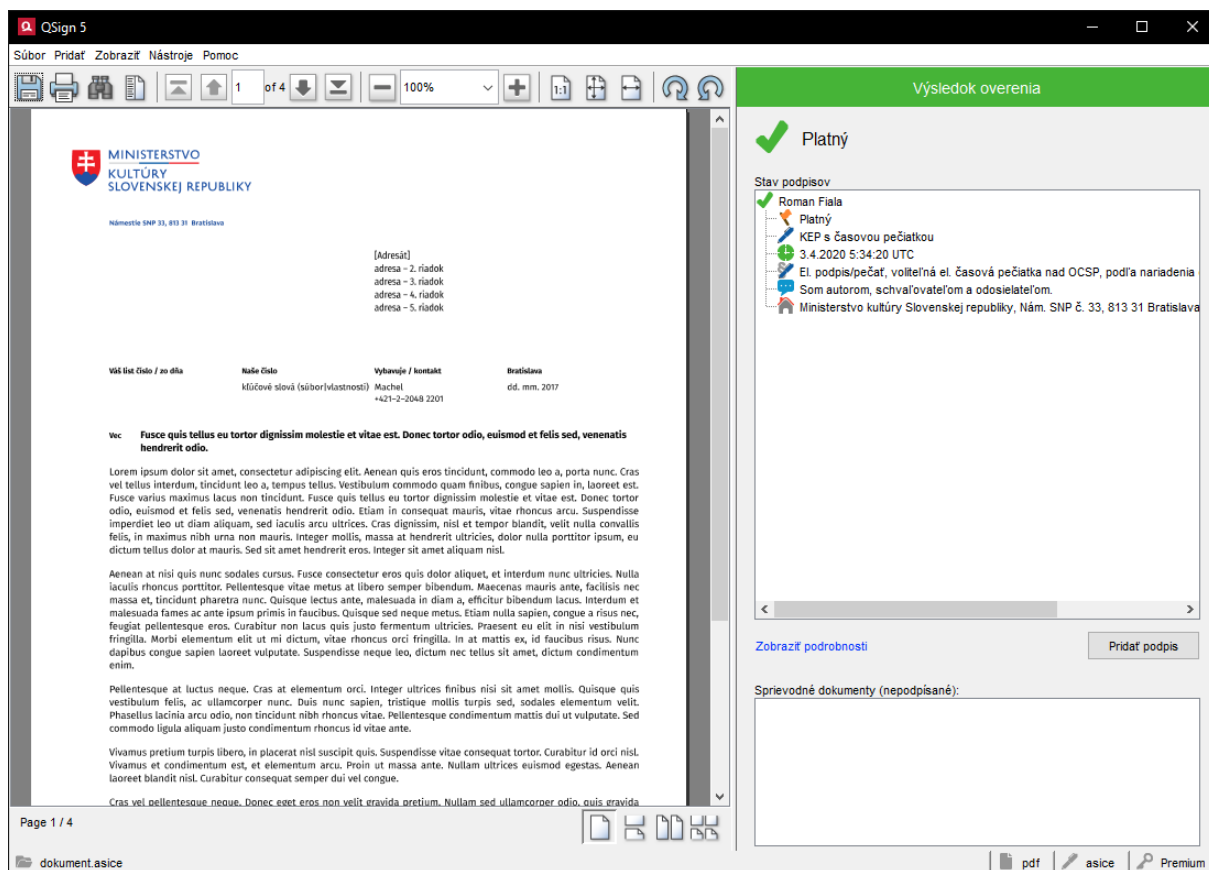 QSign 5
Súbor Pridať Zobraziť Nástroje Pomoc
1 of 4 100% 1:1
MINISTERSTVO
KULTÚRY
SLOVENSKEJ REPUBLIKY
Námestie SNP 33, 813 31 Bratislava
[Adresát]
adresa – 2. riadok
adresa – 3. riadok
adresa – 4. riadok
adresa – 5. riadok
Váš list číslo / zo dňa Naše číslo Vybavuje / kontakt Bratislava
kľúčové slová (súbor|vlastnosti) Machel dd. mm. 2017
+421–2–2048 2201
Vec Fusce quis tellus eu tortor dignissim molestie et vitae est. Donec tortor odio, euismod et felis sed, venenatis
hendrerit odio.
Lorem ipsum dolor sit amet, consectetur adipiscing elit. Aenean quis eros tincidunt, commodo leo a, porta nunc. Cras
vel tellus interdum, tincidunt leo a, tempus tellus. Vestibulum commodo quam finibus, congue sapien in, laoreet est.
Fusce varius maximus lacus non tincidunt. Fusce quis tellus eu tortor dignissim molestie et vitae est. Donec tortor
odio, euismod et felis sed, venenatis hendrerit odio. Etiam in consequat mauris, vitae rhoncus arcu. Suspendisse
imperdiet leo ut diam aliquam, sed iaculis arcu ultrices. Cras dignissim, nisl et tempor blandit, velit nulla convallis
felis, in maximus nibh urna non mauris. Integer mollis, massa at hendrerit ultricies, dolor nulla porttitor ipsum, eu
dictum tellus dolor at mauris. Sed sit amet hendrerit eros. Integer sit amet aliquam nisl.
Aenean at nisi quis nunc sodales cursus. Fusce consectetur eros quis dolor aliquet, et interdum nunc ultricies. Nulla
iaculis rhoncus porttitor. Pellentesque vitae metus at libero semper bibendum. Maecenas mauris ante, facilisis nec
massa et, tincidunt pharetra nunc. Quisque lectus ante, malesuada in diam a, efficitur bibendum lacus. Interdum et
malesuada fames ac ante ipsum primis in faucibus. Quisque sed neque metus. Etiam nulla sapien, congue a risus nec,
feugiat pellentesque eros. Curabitur non lacus quis justo fermentum ultricies. Praesent eu elit in nisi vestibulum
fringilla. Morbi elementum elit ut mi dictum, vitae rhoncus orci fringilla. In at mattis ex, id faucibus risus. Nunc
dapibus congue sapien laoreet vulputate. Suspendisse neque leo, dictum nec tellus sit amet, dictum condimentum
enim.
Pellentesque at luctus neque. Cras at elementum orci. Integer ultrices finibus nisi sit amet mollis. Quisque quis
vestibulum felis, ac ullamcorper nunc. Duis nunc sapien, tristique mollis turpis sed, sodales elementum velit.
Phasellus lacinia arcu odio, non tincidunt nibh rhoncus vitae. Pellentesque condimentum mattis dui ut vulputate. Sed
commodo ligula aliquam justo condimentum rhoncus id vitae ante.
Vivamus pretium turpis libero, in placerat nisl suscipit quis. Suspendisse vitae consequat tortor. Curabitur id orci nisl.
Vivamus et condimentum est, et elementum arcu. Proin ut massa ante. Nullam ultrices euismod egestas. Aenean
laoreet blandit nisl. Curabitur consequat semper dui vel congue.
Cras vel pellentesque neque. Donec eget eros non velit gravida pretium. Nullam sed ullamcorper odio, quis gravida
Page 1 / 4
dokument.asice
Výsledok overenia
Platný
Stav podpisov
Roman Fiala
Platný
KEP s časovou pečiatkou
3.4.2020 5:34:20 UTC
El. podpis/pečať, voliteľná el. časová pečiatka nad OCSP, podľa nariadenia
Som autorom, schvaľovateľom a odosielateľom.
Ministerstvo kultúry Slovenskej republiky, Nám. SNP č. 33, 813 31 Bratislava
Zobraziť podrobnosti Pridať podpis
Sprievodné dokumenty (nepodpísané):
pdf asice Premium